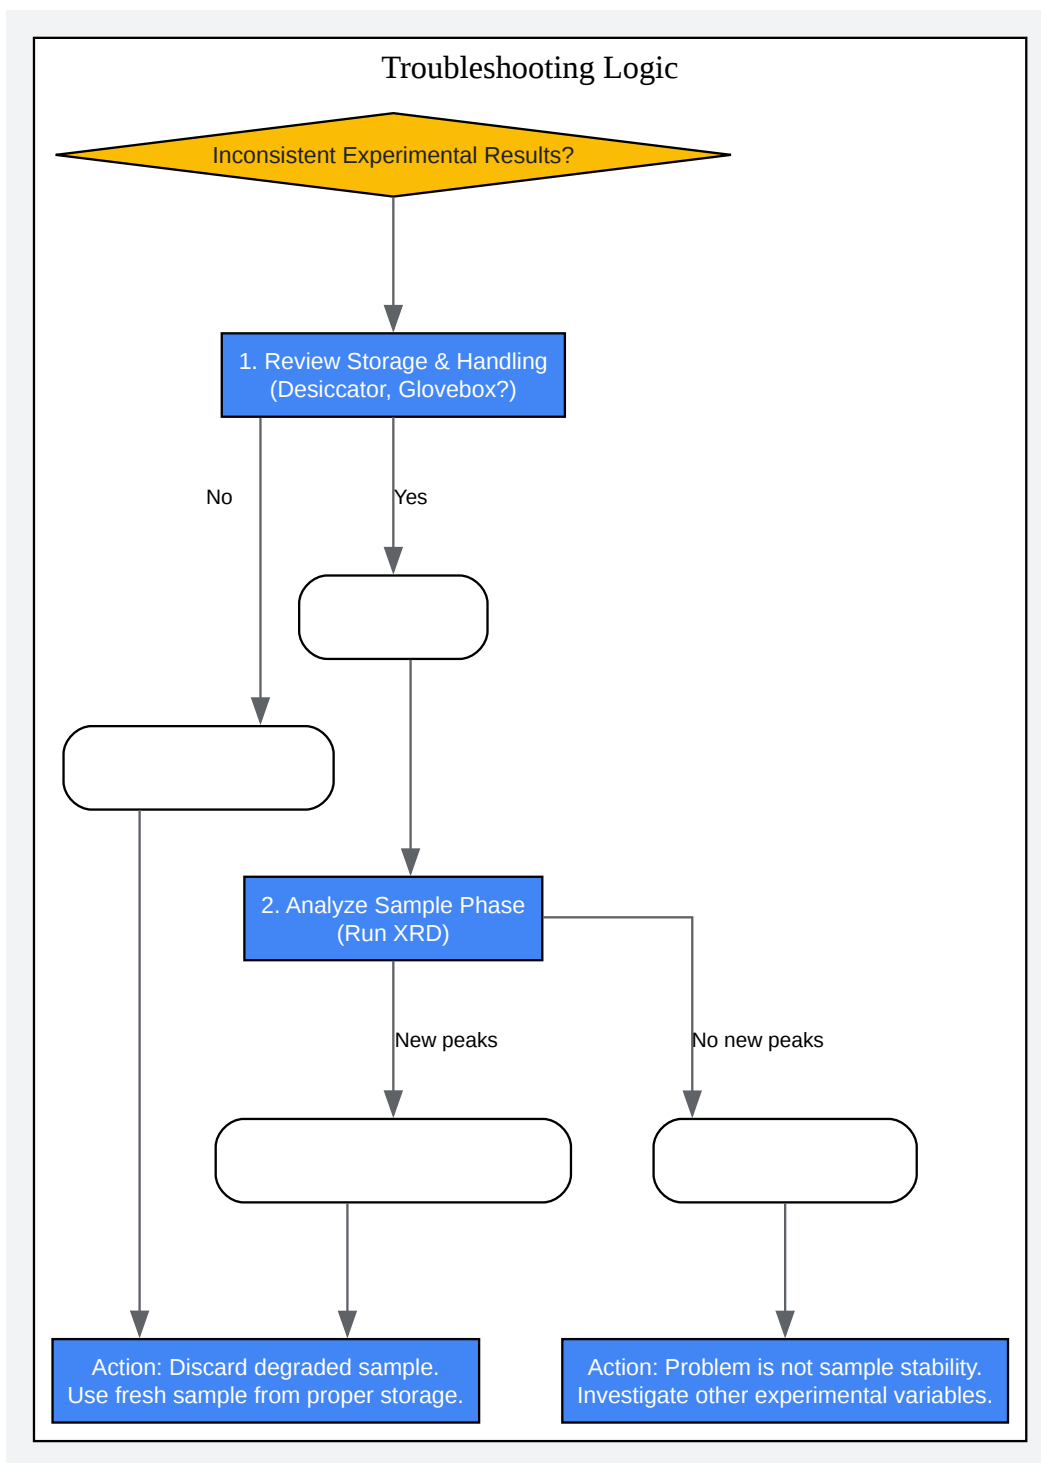 Troubleshooting Logic
Inconsistent Experimental Results?
1. Review Storage & Handling
(Desiccator, Glovebox?)
No
Yes
2. Analyze Sample Phase
(Run XRD)
New peaks
No new peaks
Action: Discard degraded sample.
Use fresh sample from proper storage.
Action: Problem is not sample stability.
Investigate other experimental variables.